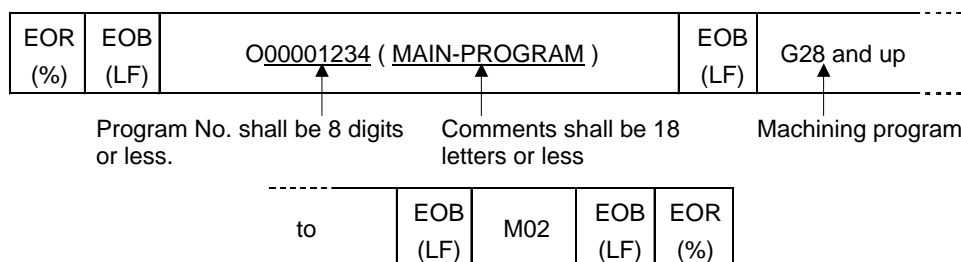 EOR (%)
EOB (LF)
O00001234 ( MAIN-PROGRAM )
EOB (LF)
G28 and up
Program No. shall be 8 digits
or less.
Comments shall be 18
letters or less
Machining program
to
EOB (LF)
M02
EOB (LF)
EOR (%)